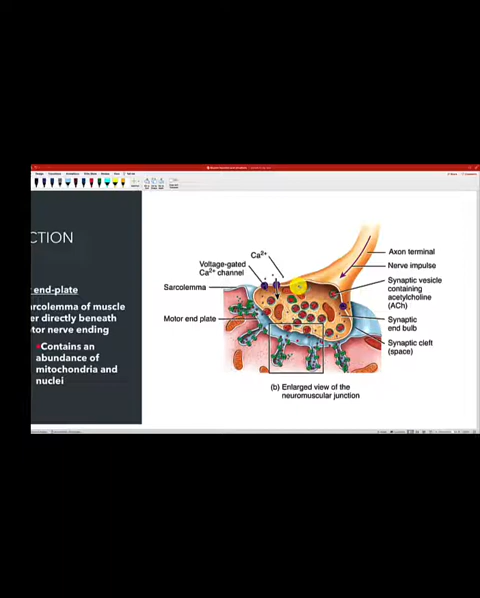 CTION
end-plate
arcolemma of muscle
er directly beneath
tor nerve ending
Contains an
abundance of
mitochondria and
nuclei
Ca2+
Voltage-gated
Ca2+ channel
Sarcolemma
Motor end plate
Axon terminal
Nerve impulse
Synaptic vesicle
containing
acetylcholine
(ACh)
Synaptic
end bulb
Synaptic cleft
(space)
(b) Enlarged view of the
neuromuscular junction